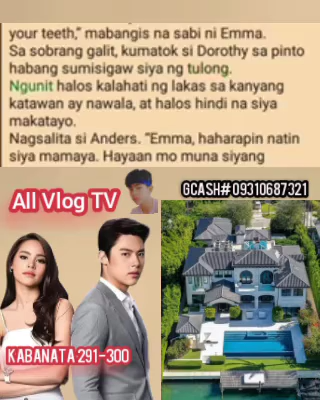 your teeth," mabangis na sabi ni Emma.
Sa sobrang galit, kumatok si Dorothy sa pinto
habang sumisigaw siya ng tulong.
Ngunit halos kalahati ng lakas sa kanyang
katawan ay nawala, at halos hindi na siya
makatayo.
Nagsalita si Anders. "Emma, haharapin natin
siya mamaya. Hayaan mo muna siyang
All Vlog TV
GCASH# 09310687321
KABANATA 291-300